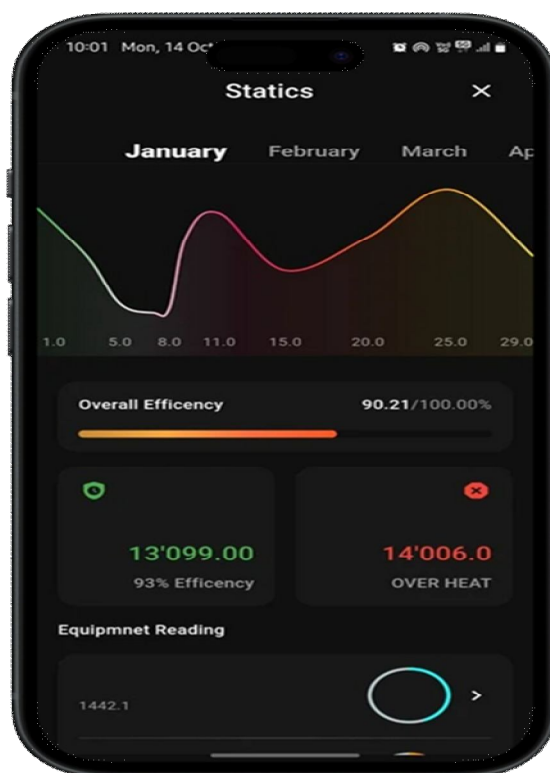 10:01 Mon, 14 Oct
Statics
January February March Ap
1.0 5.0 8.0 11.0 15.0 20.0 25.0 29.0
Overall Efficency 90.21/100.00%
13'099.00 14'006.0
93% Efficency OVER HEAT
Equipmnet Reading
1442.1